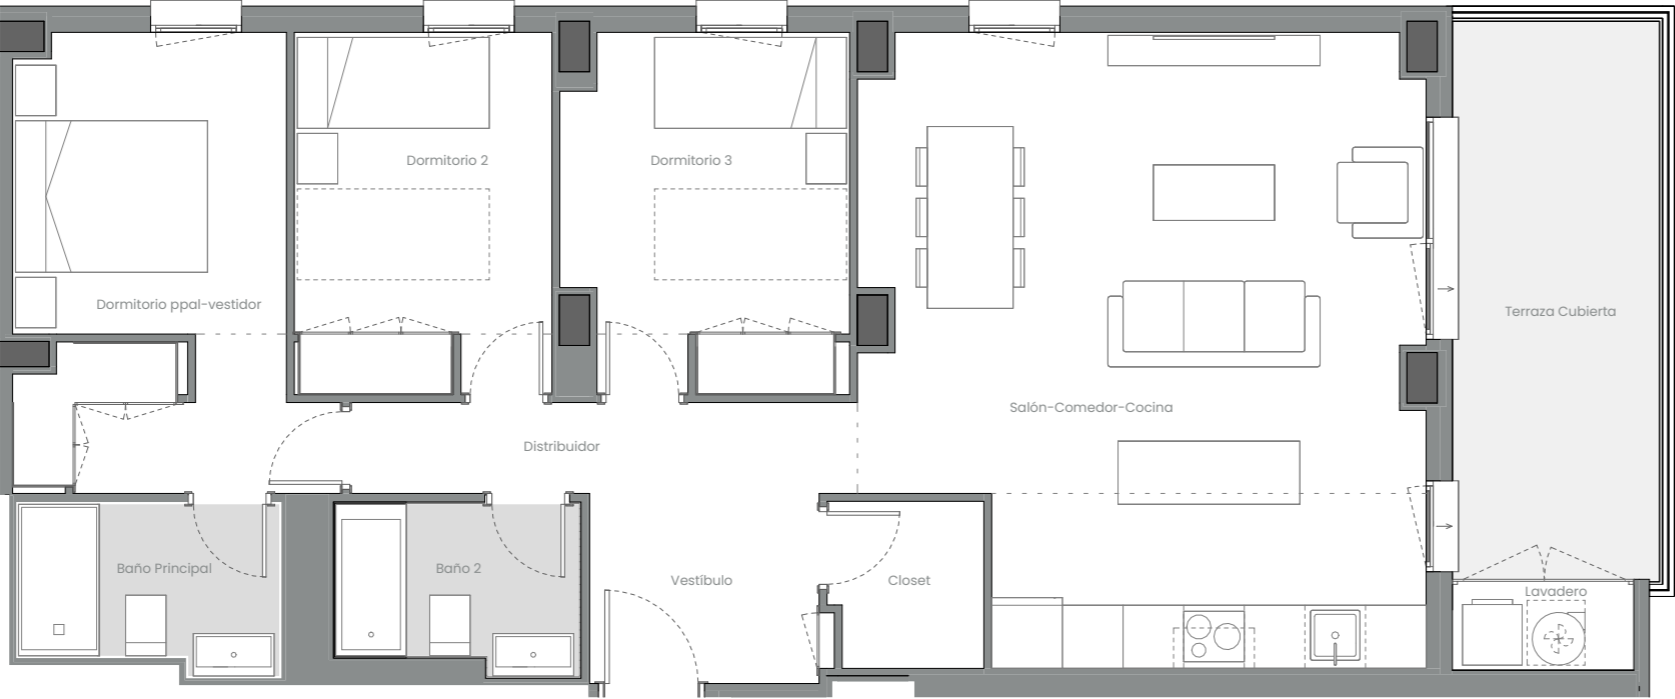 Dormitorio 2
Dormitorio 3
Dormitorio ppal-vestidor
Terraza Cubierta
Salón-Comedor-Cocina
Distribuidor
Baño Principal
Baño 2
Vestíbulo
Closet
Lavadero